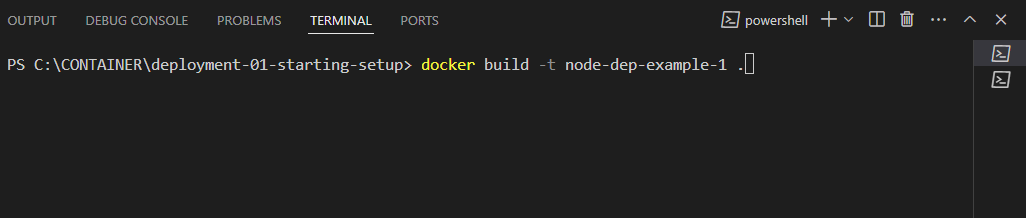 OUTPUT DEBUG CONSOLE PROBLEMS TERMINAL PORTS powershell
PS C:\CONTAINER\deployment-01-starting-setup> docker build -t node-dep-example-1 .